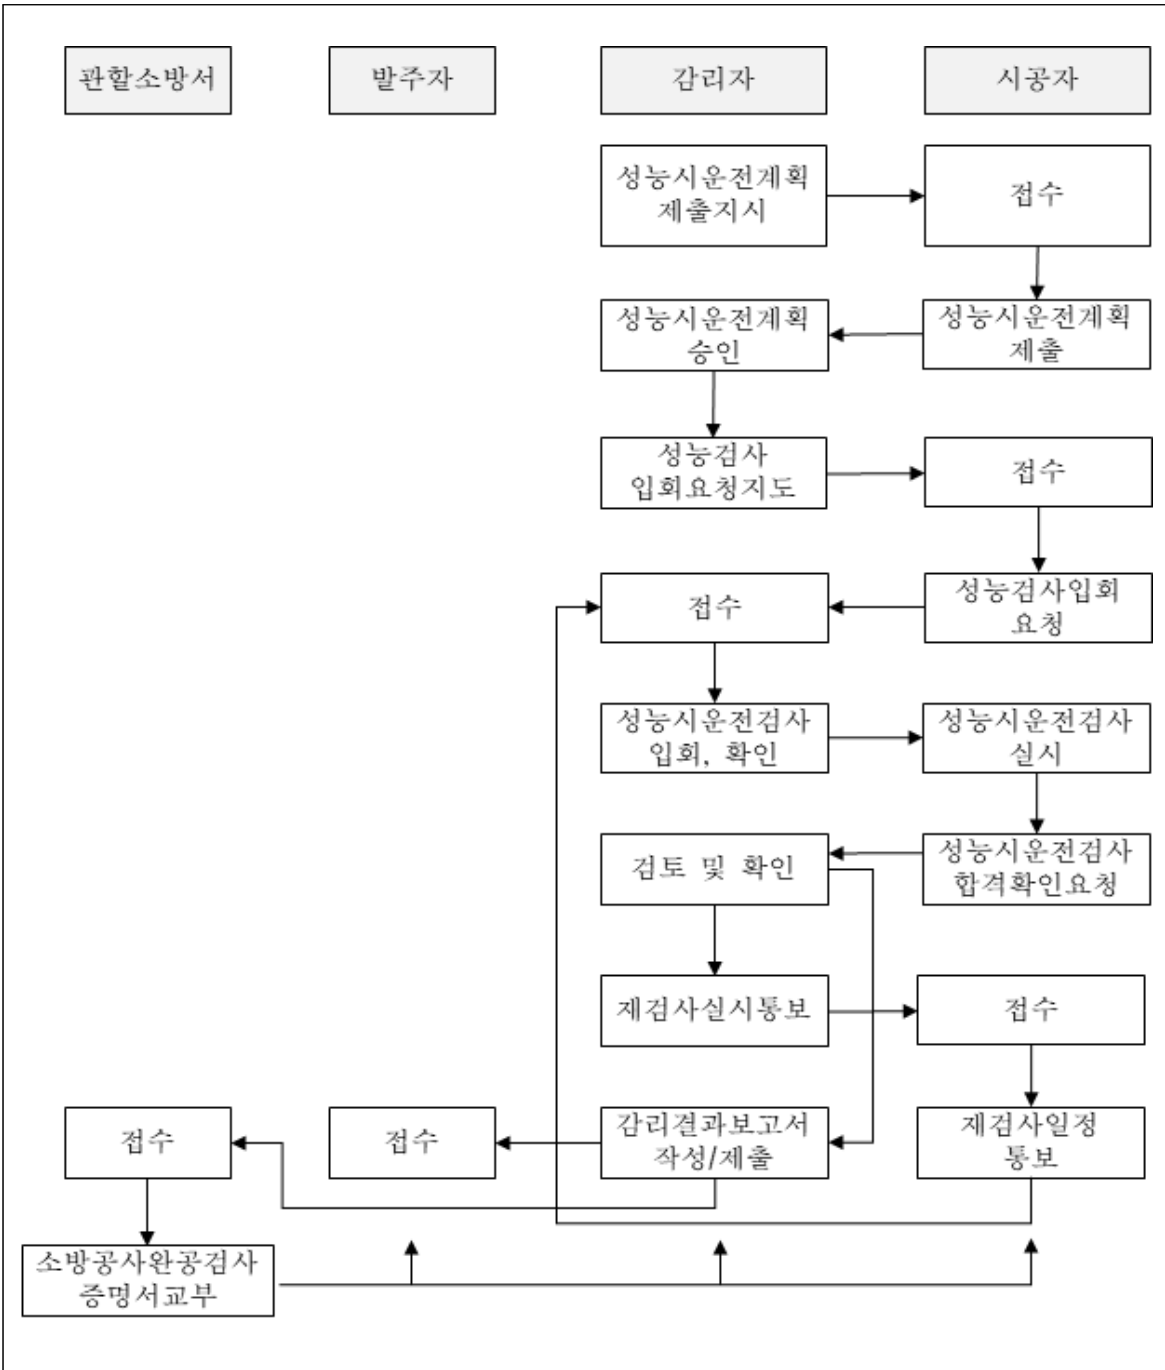 관할소방서
발주자
감리자
시공자
성능시운전계획
제출지시
접수
성능시운전계획
승인
성능시운전계획
제출
성능검사
입회요청지도
접수
접수
성능검사입회
요청
성능시운전검사
입회, 확인
성능시운전검사
실시
검토 및 확인
성능시운전검사
합격확인요청
재검사실시통보
접수
접수
접수
감리결과보고서
작성/제출
재검사일정
통보
소방공사완공검사
증명서교부